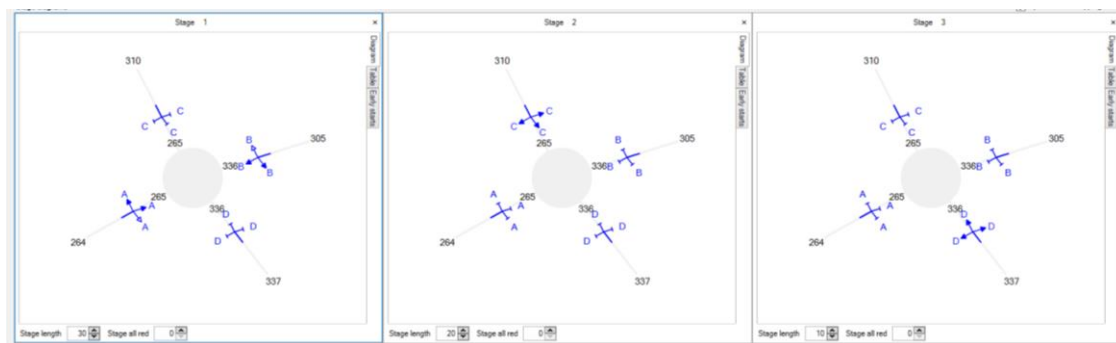 Stage 1 ×
310
C C
C
265
B
305
336 B
B
A
265 A
A
336
D
D D
264
337
Diagram
Table
Early starts
Stage length 30 Stage all red 0
Stage 2 ×
310
C
C
C
265
B
305
336 B
B
A
265 A
A
336
D
D D
264
337
Diagram
Table
Early starts
Stage length 20 Stage all red 0
Stage 3 ×
310
C C
C
265
B
305
336 B
B
A
265 A
A
336
D
D D
264
337
Diagram
Table
Early starts
Stage length 10 Stage all red 0